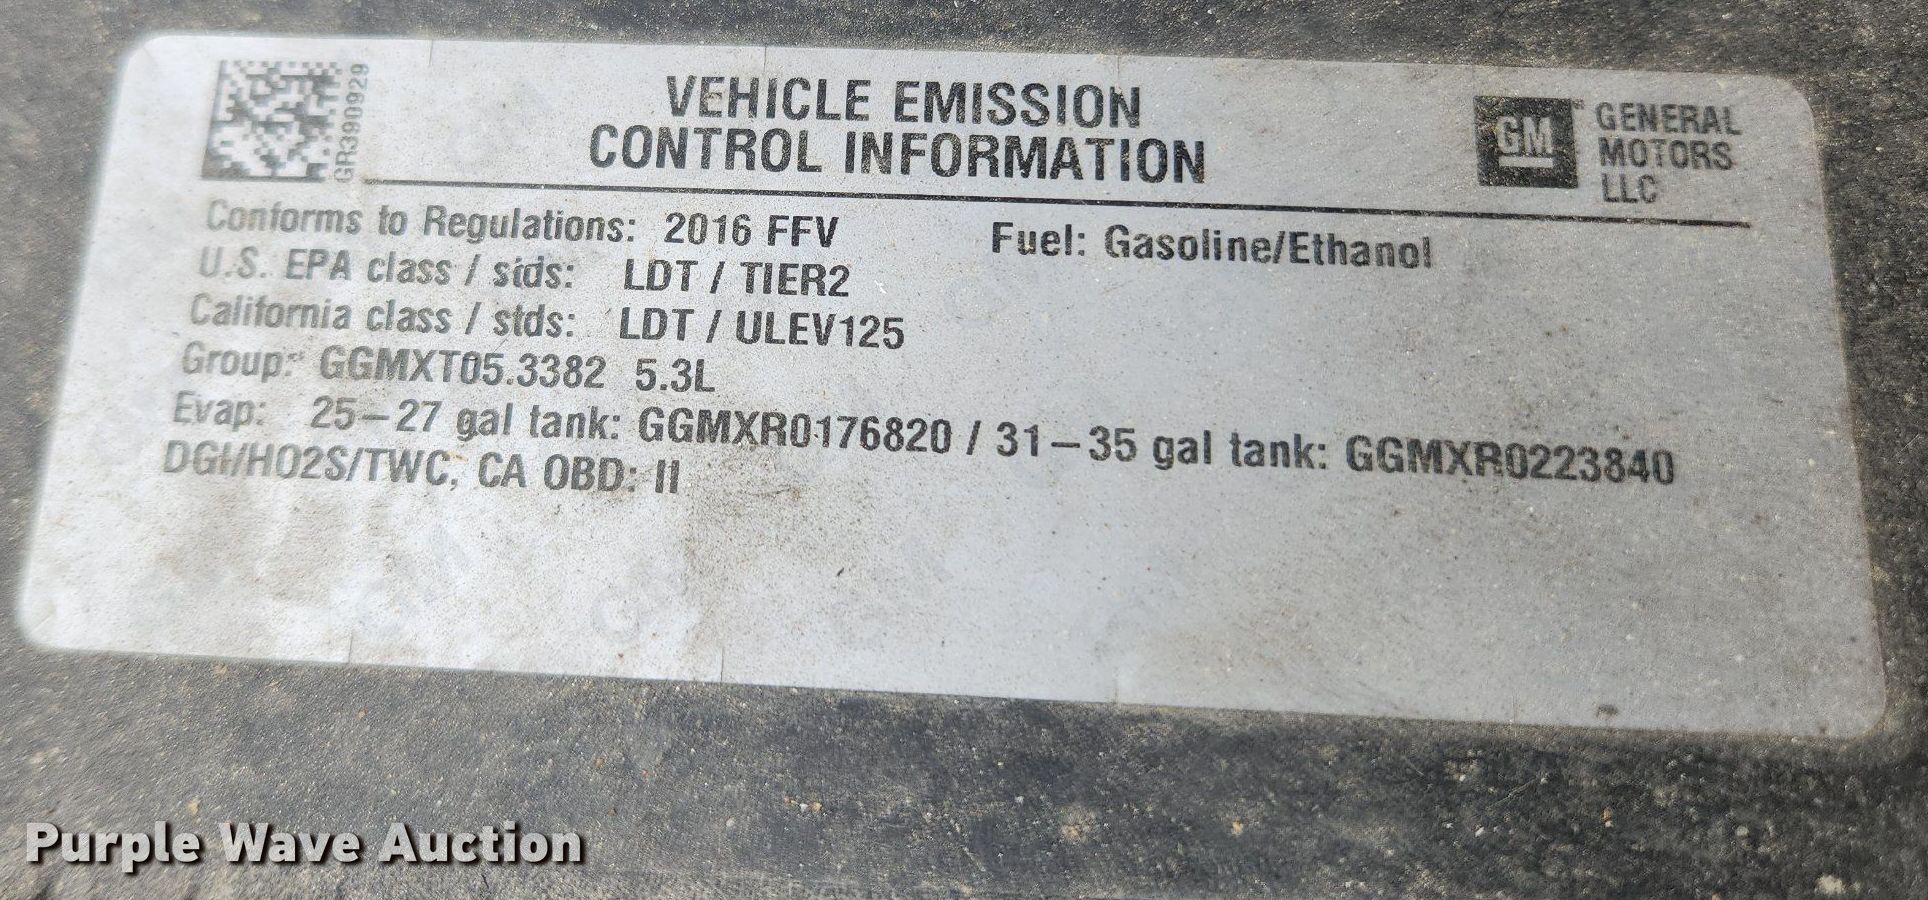 GR390929
VEHICLE EMISSION
CONTROL INFORMATION
GM
GENERAL
MOTORS
LLC
Conforms to Regulations: 2016 FFV Fuel: Gasoline/Ethanol
U.S. EPA class / stds: LDT / TIER2
California class / stds: LDT / ULEV125
Group: GGMXT05.3382 5.3L
Evap: 25-27 gal tank: GGMXR0176820 / 31-35 gal tank: GGMXR0223840
DGI/HO2S/TWC, CA OBD: II
Purple Wave Auction